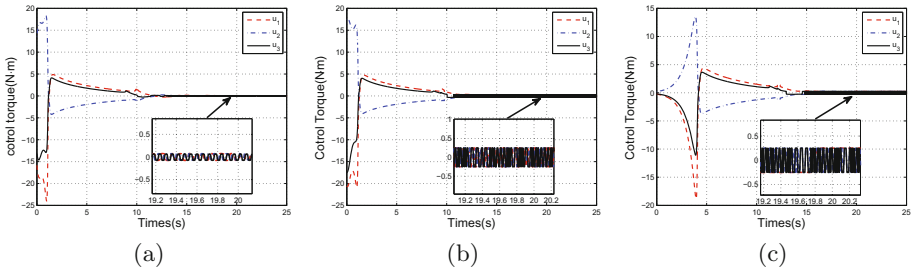 20
15
10
5
0
-5
-10
-15
-20
-25
cotrol torque(N·m)
0 5 10 15 20 25
Times(s)
u1
u2
u3
0.5
0
-0.5
19.2 19.4 19.6 19.8 20
(a)
20
15
10
5
0
-5
-10
-15
-20
-25
Cotrol Torque(N·m)
0 5 10 15 20 25
Times(s)
u1
u2
u3
1
0.5
0
-0.5
19.2 19.4 19.6 19.8 20 20.2
(b)
15
10
5
0
-5
-10
-15
-20
Cotrol Torque(N·m)
0 5 10 15 20 25
Times(s)
u1
u2
u3
0.5
0
-0.5
19.2 19.4 19.6 19.8 20 20.2
(c)